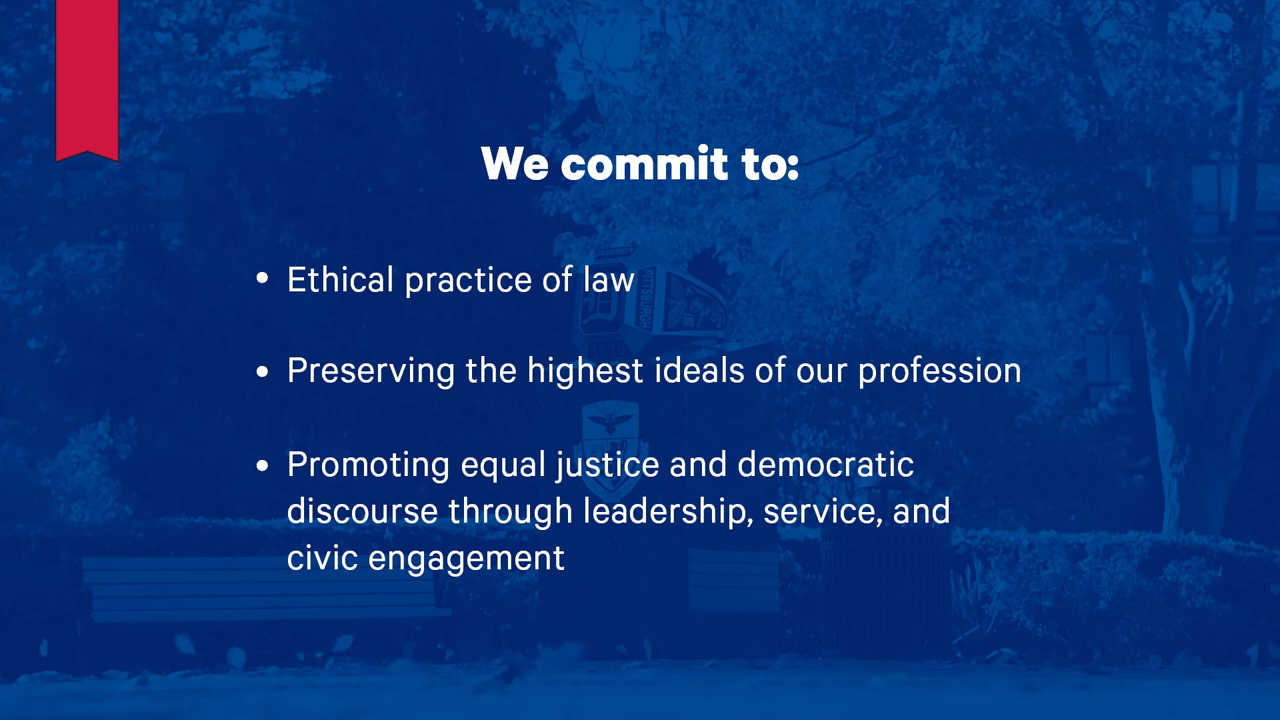 We commit to:
• Ethical practice of law
PITTSBURGH
• Preserving the highest ideals of our profession
• Promoting equal justice and democratic
discourse through leadership, service, and
civic engagement